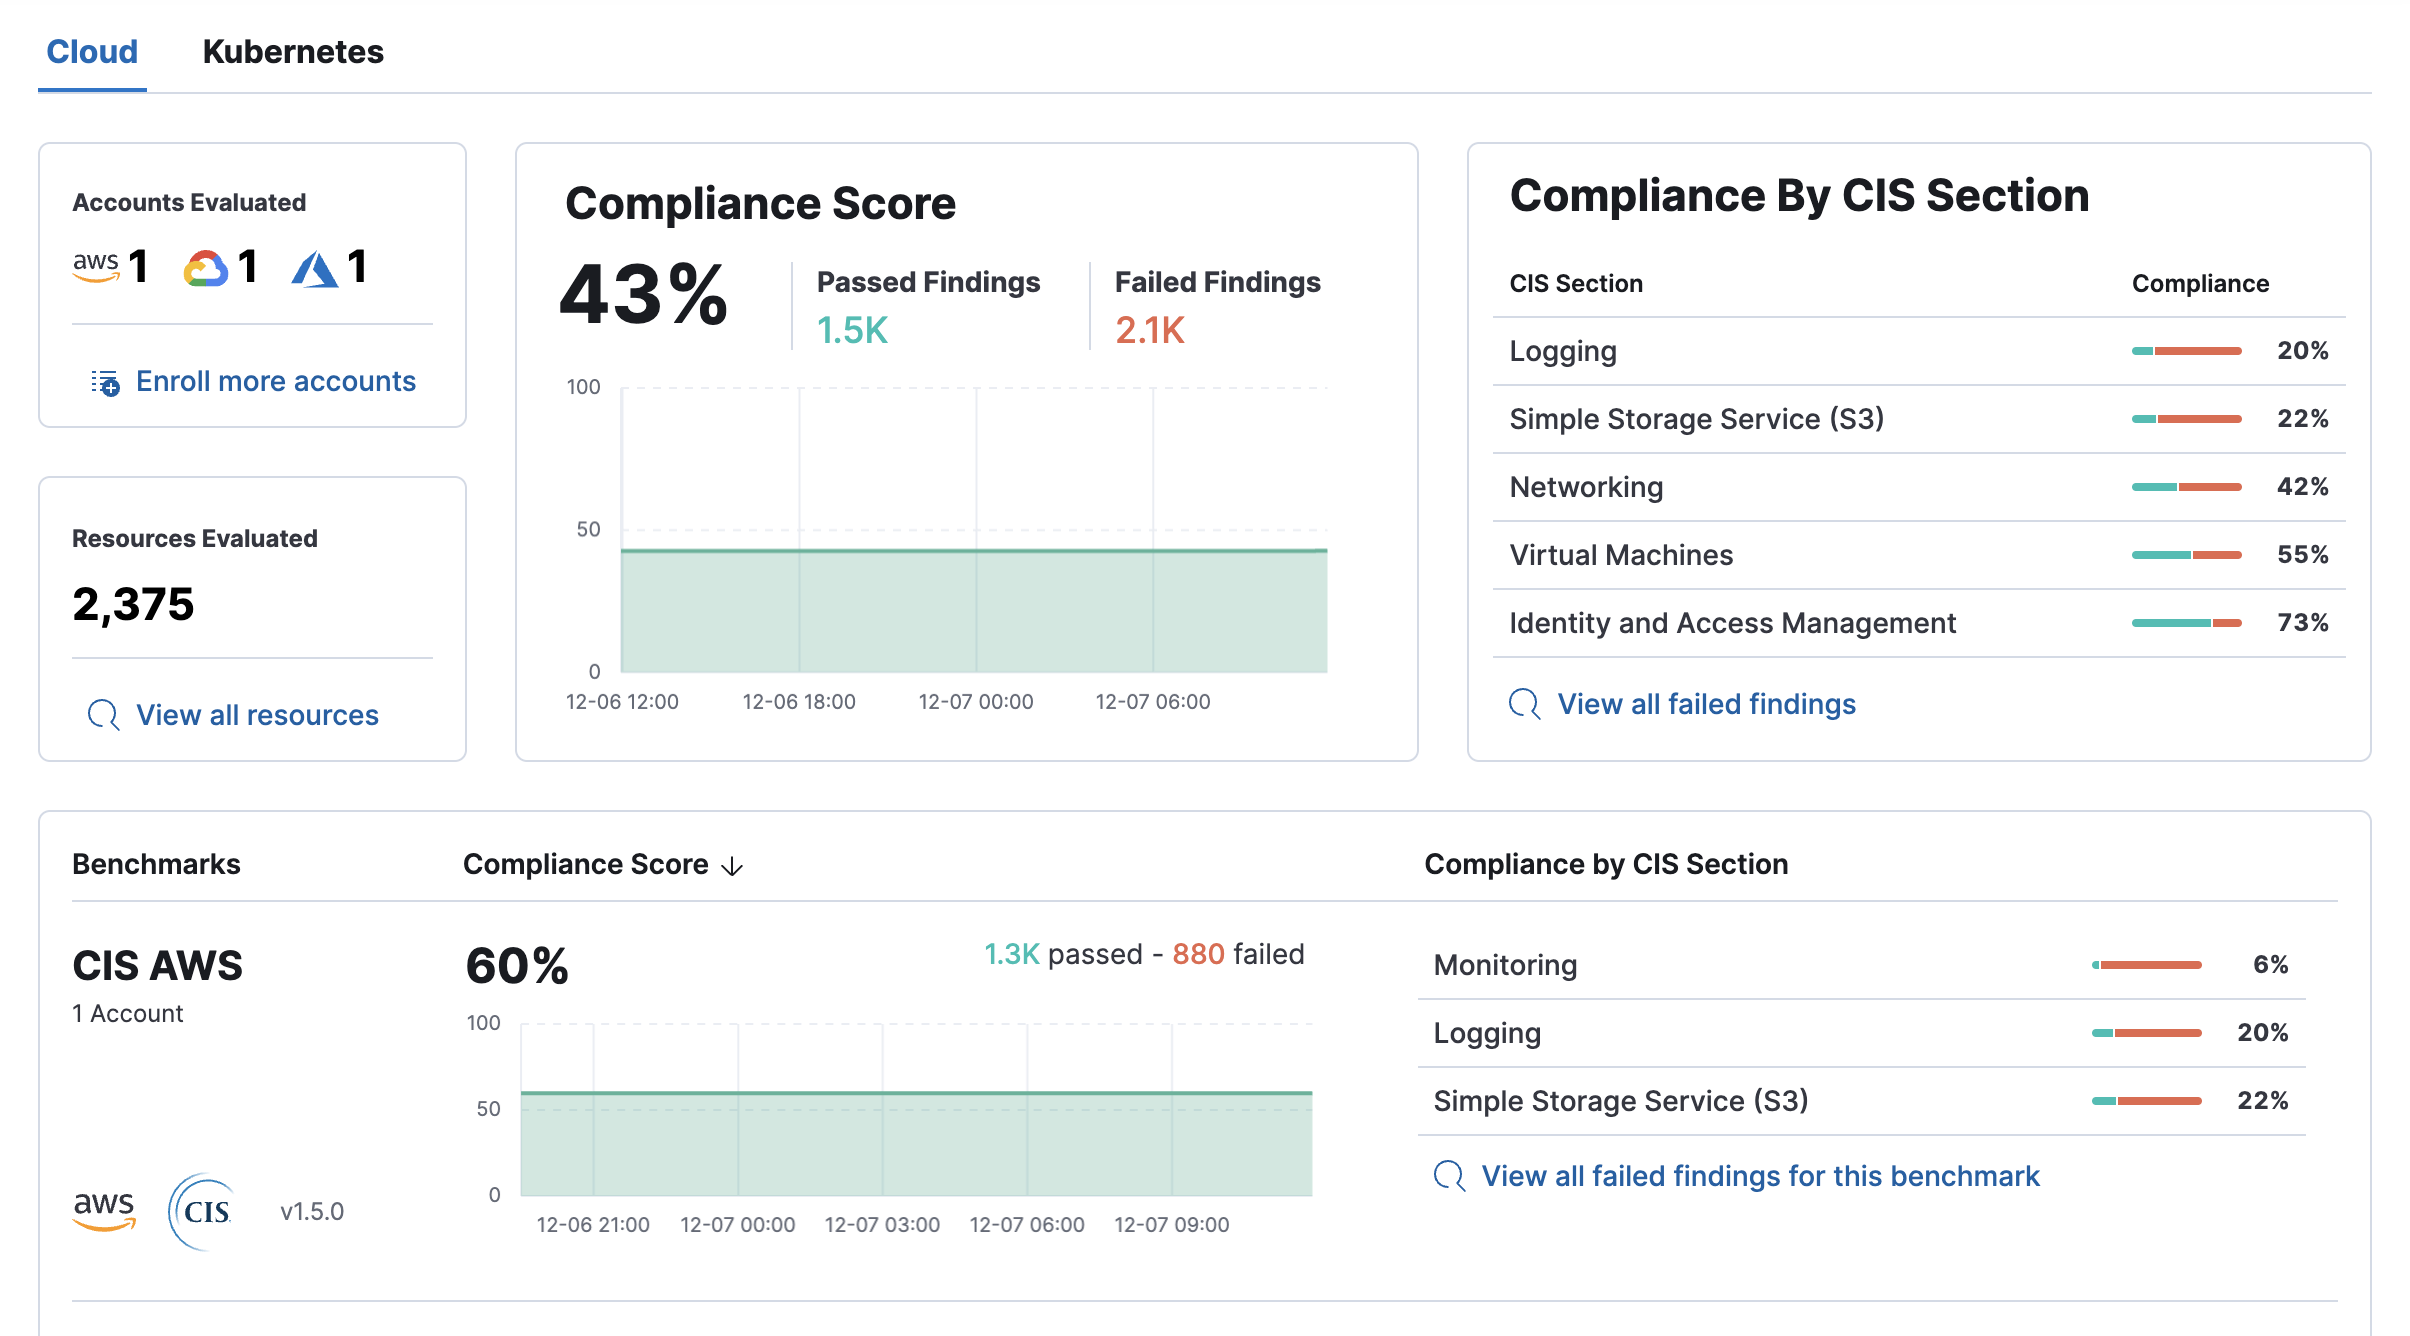 Cloud Kubernetes
Accounts Evaluated
aws 1 1 1
Enroll more accounts
Resources Evaluated
2,375
View all resources
Compliance Score
43%
Passed Findings
1.5K
Failed Findings
2.1K
100
50
0
12-06 12:00 12-06 18:00 12-07 00:00 12-07 06:00
Compliance By CIS Section
CIS Section Compliance
Logging 20%
Simple Storage Service (S3) 22%
Networking 42%
Virtual Machines 55%
Identity and Access Management 73%
View all failed findings
Benchmarks Compliance Score Compliance by CIS Section
CIS AWS
1 Account
aws CIS. v1.5.0
60%
1.3K passed - 880 failed
100
50
0
12-06 21:00 12-07 00:00 12-07 03:00 12-07 06:00 12-07 09:00
Monitoring 6%
Logging 20%
Simple Storage Service (S3) 22%
View all failed findings for this benchmark